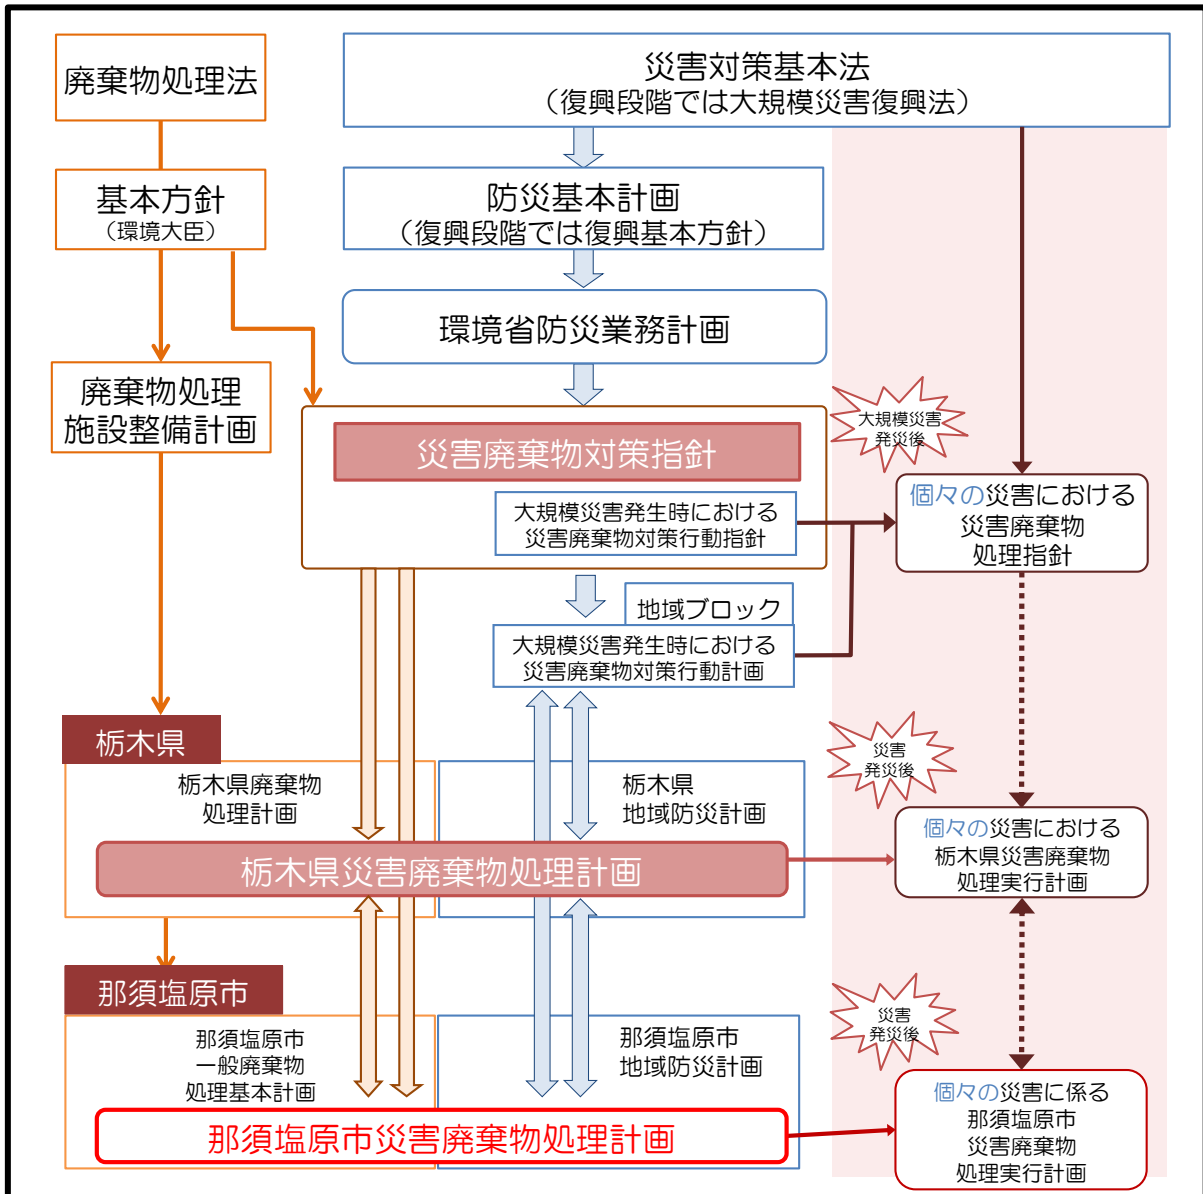 廃棄物処理法
災害対策基本法
（復興段階では大規模災害復興法）
基本方針
（環境大臣）
防災基本計画
（復興段階では復興基本方針）
環境省防災業務計画
廃棄物処理
施設整備計画
災害廃棄物対策指針
大規模災害発生時における
災害廃棄物対策行動指針
大規模災害
発災後
個々の災害における
災害廃棄物
処理指針
地域ブロック
大規模災害発生時における
災害廃棄物対策行動計画
栃木県
栃木県廃棄物
処理計画
栃木県
地域防災計画
災害
発災後
栃木県災害廃棄物処理計画
個々の災害における
栃木県災害廃棄物
処理実行計画
那須塩原市
那須塩原市
一般廃棄物
処理基本計画
那須塩原市
地域防災計画
災害
発災後
那須塩原市災害廃棄物処理計画
個々の災害に係る
那須塩原市
災害廃棄物
処理実行計画